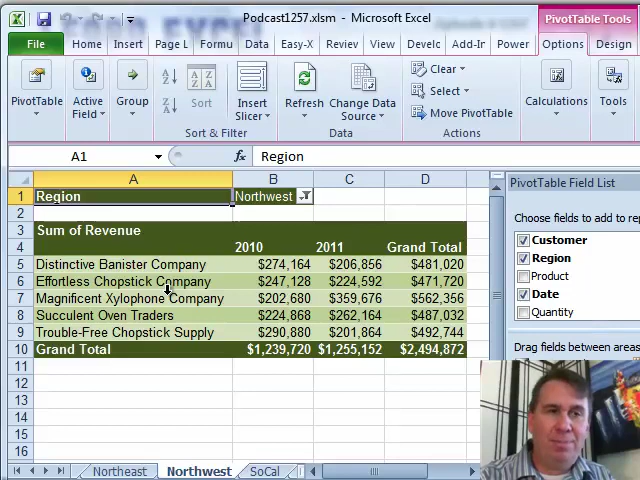 Podcast1257.xlsm - Microsoft Excel
PivotTable Tools
File Home Insert Page L Formu Data Easy-X Review View Develc Add-In Power Options Design
PivotTable
Active Field
Group
Sort
Insert Slicer
Refresh
Change Data Source
Clear
Select
Move PivotTable
Calculations
Tools
Sort & Filter
Data
Actions
A1
fx
Region
A B C D
PivotTable Field List
1 Region Northwest
2
Choose fields to add to re
3 Sum of Revenue
4 2010 2011 Grand Total
5 Distinctive Banister Company $274,164 $206,856 $481,020
6 Effortless Chopstick Company $247,128 $224,592 $471,720
7 Magnificent Xylophone Company $202,680 $359,676 $562,356
8 Succulent Oven Traders $224,868 $262,164 $487,032
9 Trouble-Free Chopstick Supply $290,880 $201,864 $492,744
10 Grand Total $1,239,720 $1,255,152 $2,494,872
11
12
13
14
15
16
Customer
Region
Product
Date
Quantity
Drag fields between areas
Northeast Northwest SoCal